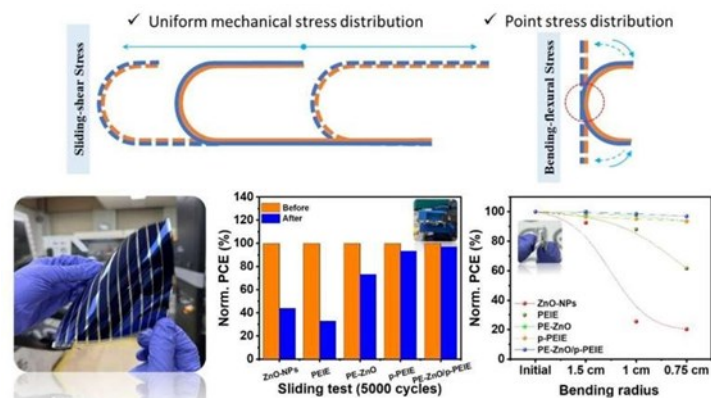 ✓ Uniform mechanical stress distribution
✓ Point stress distribution
Sliding-shear Stress
Bending-flexural Stress
Norm. PCE (%)
140
120
100
80
60
40
20
0
Before
After
ZnO-NPs
PEIE
PE-ZnO
p-PEIE
PE-ZnO/p-PEIE
Sliding test (5000 cycles)
Norm. PCE (%)
100
80
60
40
20
0
ZnO-NPs
PEIE
PE-ZnO
p-PEIE
PE-ZnO/p-PEIE
Initial
1.5 cm
1 cm
0.75 cm
Bending radius